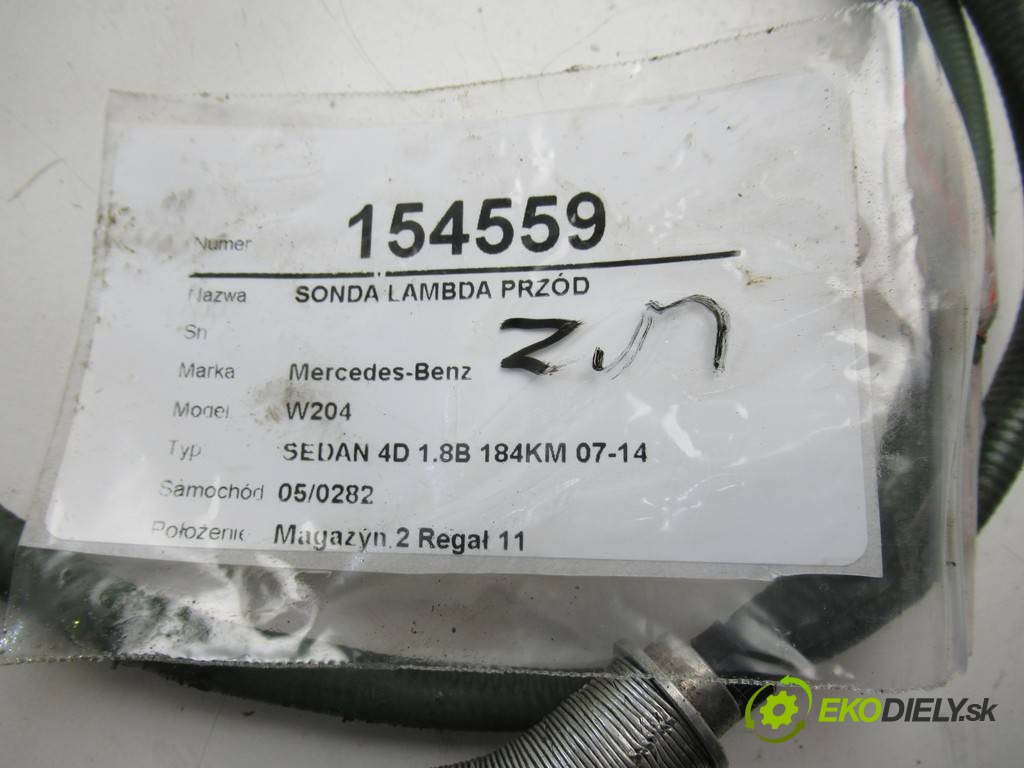 Numer 154559
Nazwa SONDA LAMBDA PRZÓD
Sn
Marka Mercedes-Benz
Model W204
Typ SEDAN 4D 1.8B 184KM 07-14
Samochód 05/0282
Położenie Magazyn 2 Regał 11
EKODIELY.sk